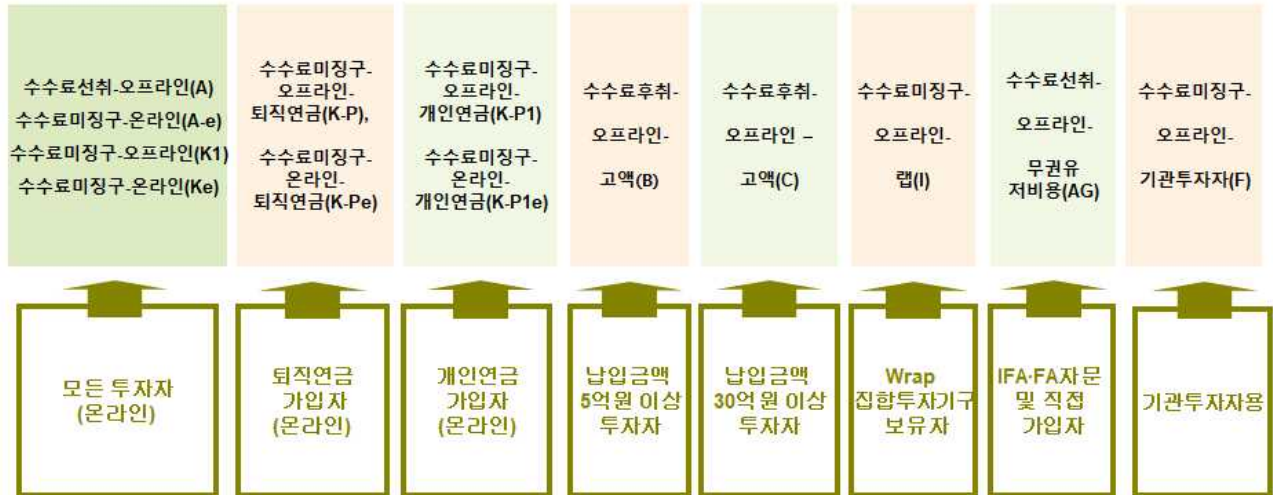 수수료선취-오프라인(A)
수수료미징구-온라인(A-e)
수수료미징구-오프라인(K1)
수수료미징구-온라인(Ke)
수수료미징구-
오프라인-
퇴직연금(K-P),
수수료미징구-
온라인-
퇴직연금(K-Pe)
수수료미징구-
오프라인-
개인연금(K-P1)
수수료미징구-
온라인-
개인연금(K-P1e)
수수료후취-
오프라인-
고액(B)
수수료후취-
오프라인 –
고액(C)
수수료미징구-
오프라인-
랩(I)
수수료선취-
오프라인-
무권유
저비용(AG)
수수료미징구-
오프라인-
기관투자자(F)
모든 투자자
(온라인)
퇴직연금
가입자
(온라인)
개인연금
가입자
(온라인)
납입금액
5억원 이상
투자자
납입금액
30억원 이상
투자자
Wrap
집합투자기구
보유자
IFA·FA자문
및 직접
가입자
기관투자자용